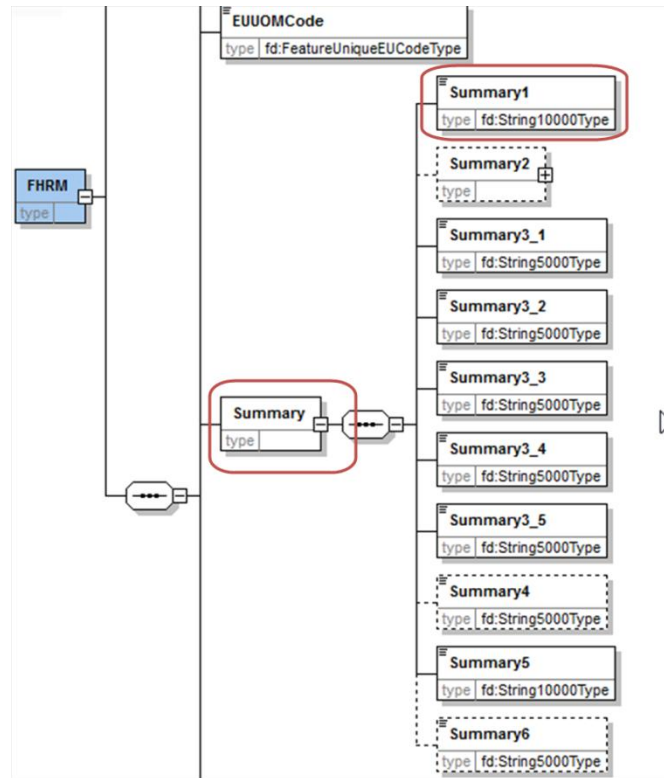 EUUOMCode
type fd:FeatureUniqueEUCodeType
Summary1
type fd:String10000Type
Summary2
type
FHRM
type
Summary3_1
type fd:String5000Type
Summary3_2
type fd:String5000Type
Summary3_3
type fd:String5000Type
Summary
type
Summary3_4
type fd:String5000Type
Summary3_5
type fd:String5000Type
Summary4
type fd:String5000Type
Summary5
type fd:String10000Type
Summary6
type fd:String5000Type